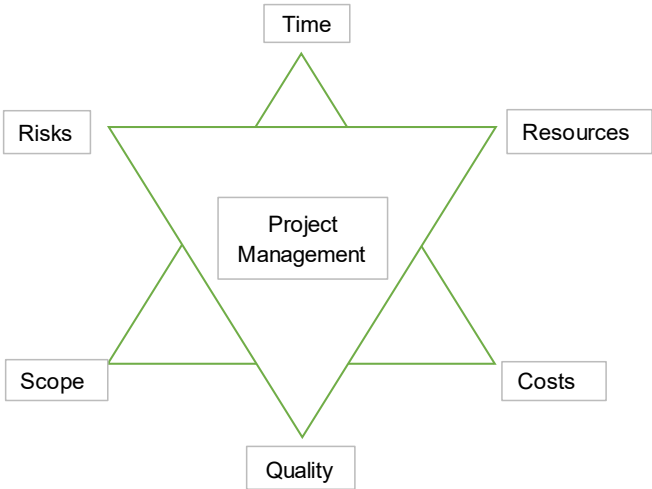 Time
Risks
Resources
Project
Management
Scope
Costs
Quality